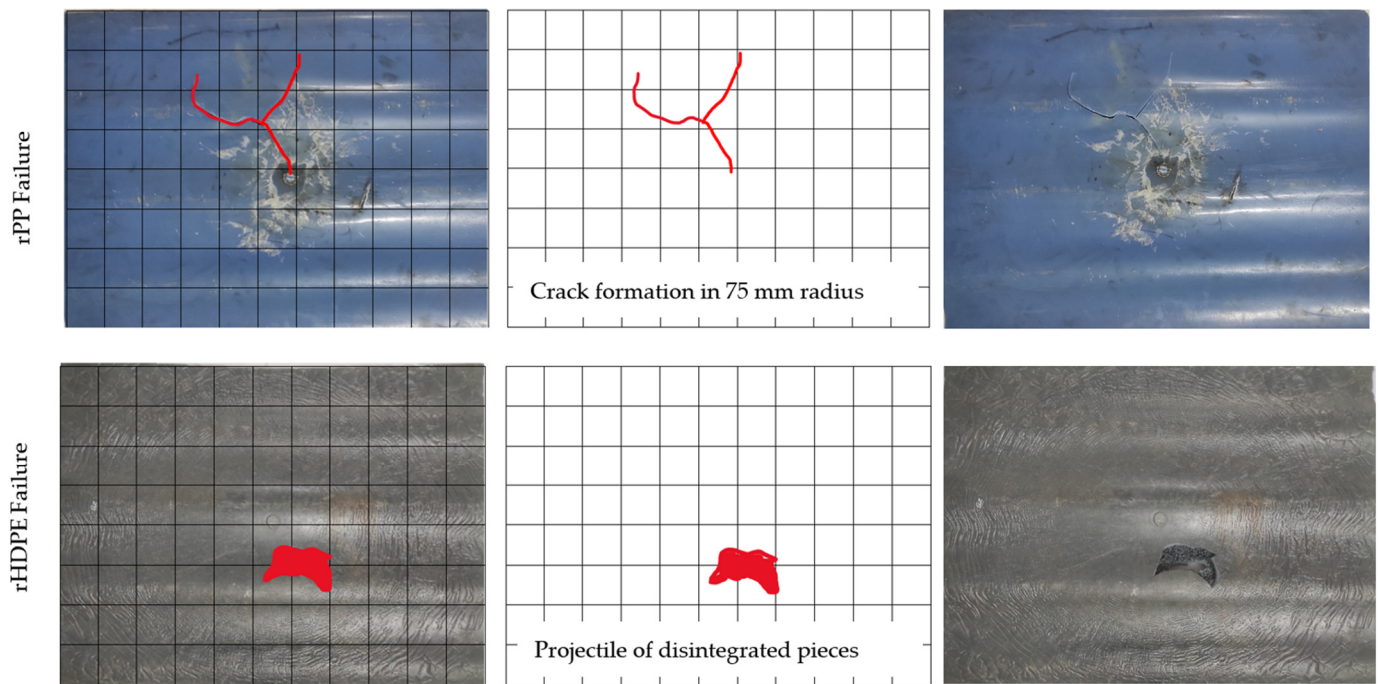 rPP Failure
Crack formation in 75 mm radius
rHDPE Failure
Projectile of disintegrated pieces